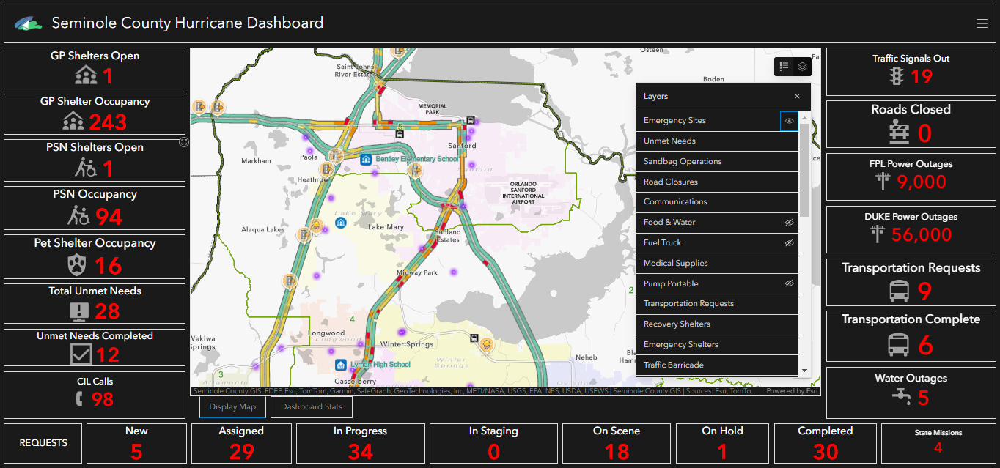 Seminole County Hurricane Dashboard
GP Shelters Open
1
GP Shelter Occupancy
243
PSN Shelters Open
1
PSN Occupancy
94
Pet Shelter Occupancy
16
Total Unmet Needs
28
Unmet Needs Completed
12
CIL Calls
98
Osteen
Saint Johns
River Estates
Boden
MEMORIAL
PARK
5
Sanford
Markham
Paola
Bentley Elementary School
Sanford
Heathrow
ORLANDO
SANFORD
INTERNATIONAL
AIRPORT
Lake Mary
Alaqua Lakes
Lake Mary
Sunland
Estates
Midway Park
2
4
Longwood
Longwood
Wekiwa
Springs
Winter Springs
Winter
Springs
Neheb
Lyman High School
3
Casselberry
Altamonte
Oviedo
Layers
Emergency Sites
Unmet Needs
Sandbag Operations
Road Closures
Communications
Food & Water
Fuel Truck
Medical Supplies
Pump Portable
Transportation Requests
Recovery Shelters
Emergency Shelters
Traffic Barricade
Seminole County GIS, FDEP, Esri, TomTom, Garmin, SafeGraph, GeoTechnologies, Inc, METI/NASA, USGS, EPA, NPS, USDA, USFWS | Seminole County GIS | Sources: Esri, TomTo... Powered by Esri
Display Map
Dashboard Stats
Traffic Signals Out
19
Roads Closed
0
FPL Power Outages
9,000
DUKE Power Outages
56,000
Transportation Requests
9
Transportation Complete
6
Water Outages
5
REQUESTS
New
5
Assigned
29
In Progress
34
In Staging
0
On Scene
18
On Hold
1
Completed
30
State Missions
4